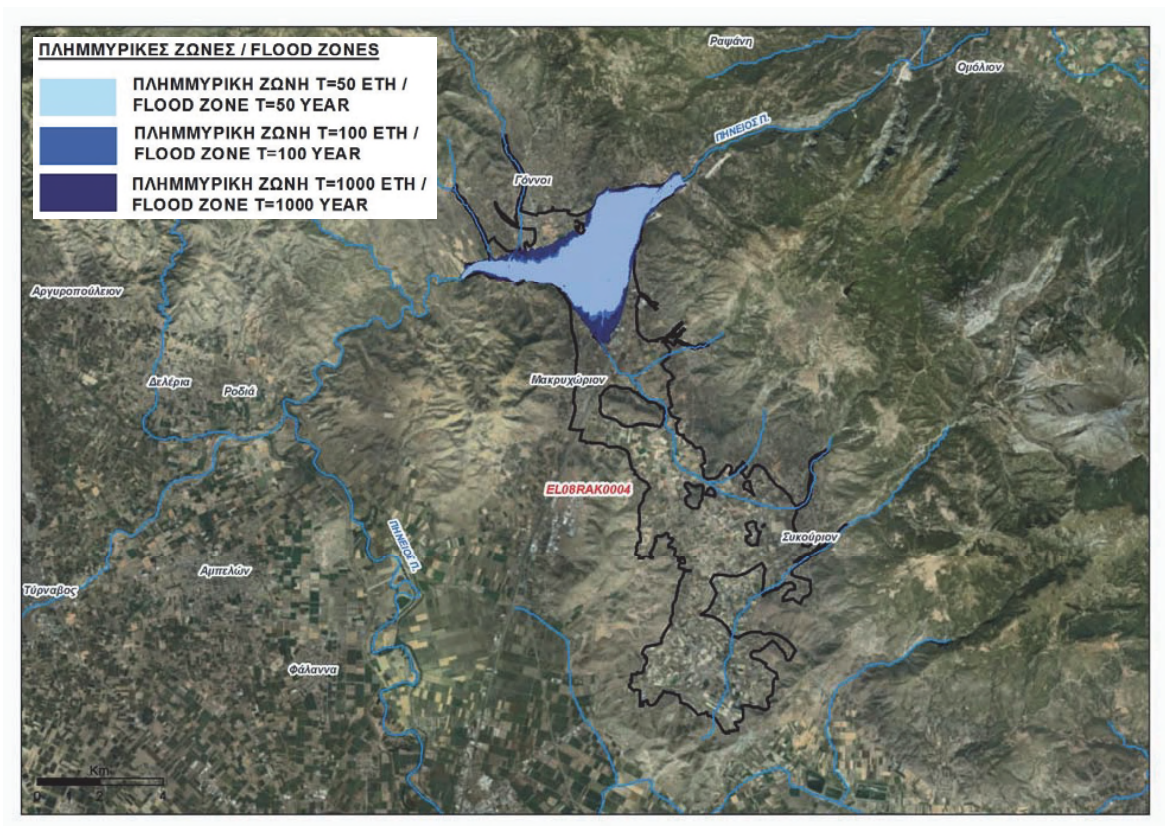 ΠΛΗΜΜΥΡΙΚΕΣ ΖΩΝΕΣ / FLOOD ZONES
ΠΛΗΜΜΥΡΙΚΗ ΖΩΝΗ T=50 ΕΤΗ /
FLOOD ZONE T=50 YEAR
ΠΛΗΜΜΥΡΙΚΗ ΖΩΝΗ T=100 ΕΤΗ /
FLOOD ZONE T=100 YEAR
ΠΛΗΜΜΥΡΙΚΗ ΖΩΝΗ T=1000 ΕΤΗ /
FLOOD ZONE T=1000 YEAR
Ραψάνη
Ομόλιον
ΠΗΝΕΙΟΣ Π.
Γόννοι
Αργυροπούλειον
Δελέρια
Ροδιά
Μακρυχώριον
EL08RAK0004
Συκούριον
ΠΗΝΕΙΟΣ Π.
Αμπελών
Τύρναβος
Φάλαννα
Km
0 1 2 4